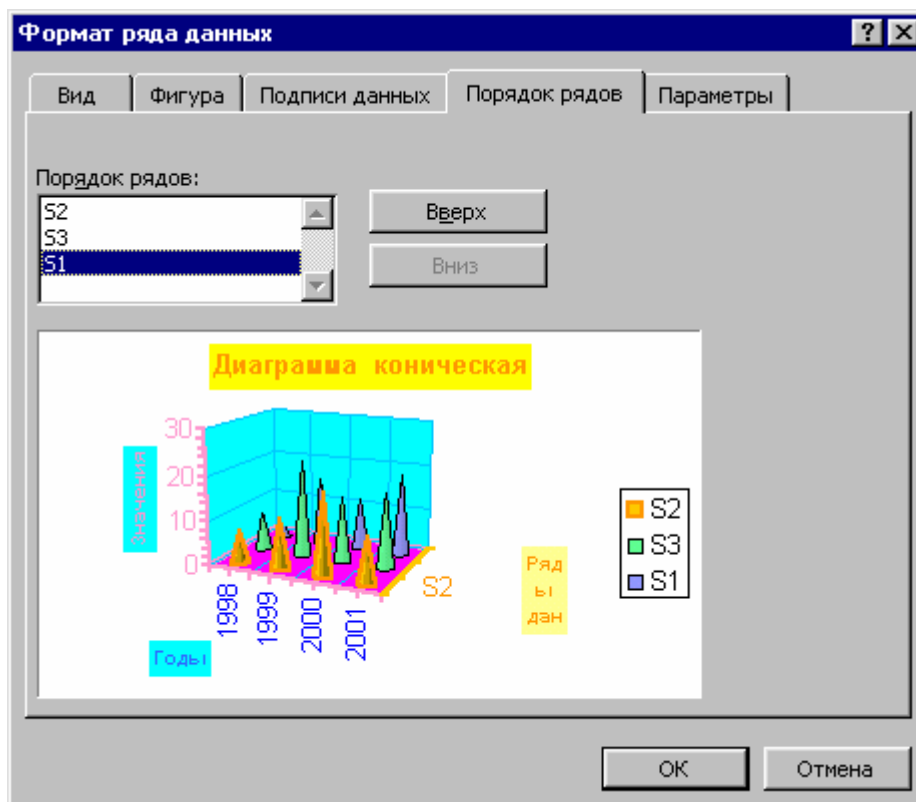 Формат ряда данных
Вид
Фигура
Подписи данных
Порядок рядов
Параметры
Порядок рядов:
S2
S3
S1
Вверх
Вниз
Диаграмма коническая
Значения
30
20
10
0
1998
1999
2000
2001
S2
Годы
Ряд
ы
дан
S2
S3
S1
OK
Отмена